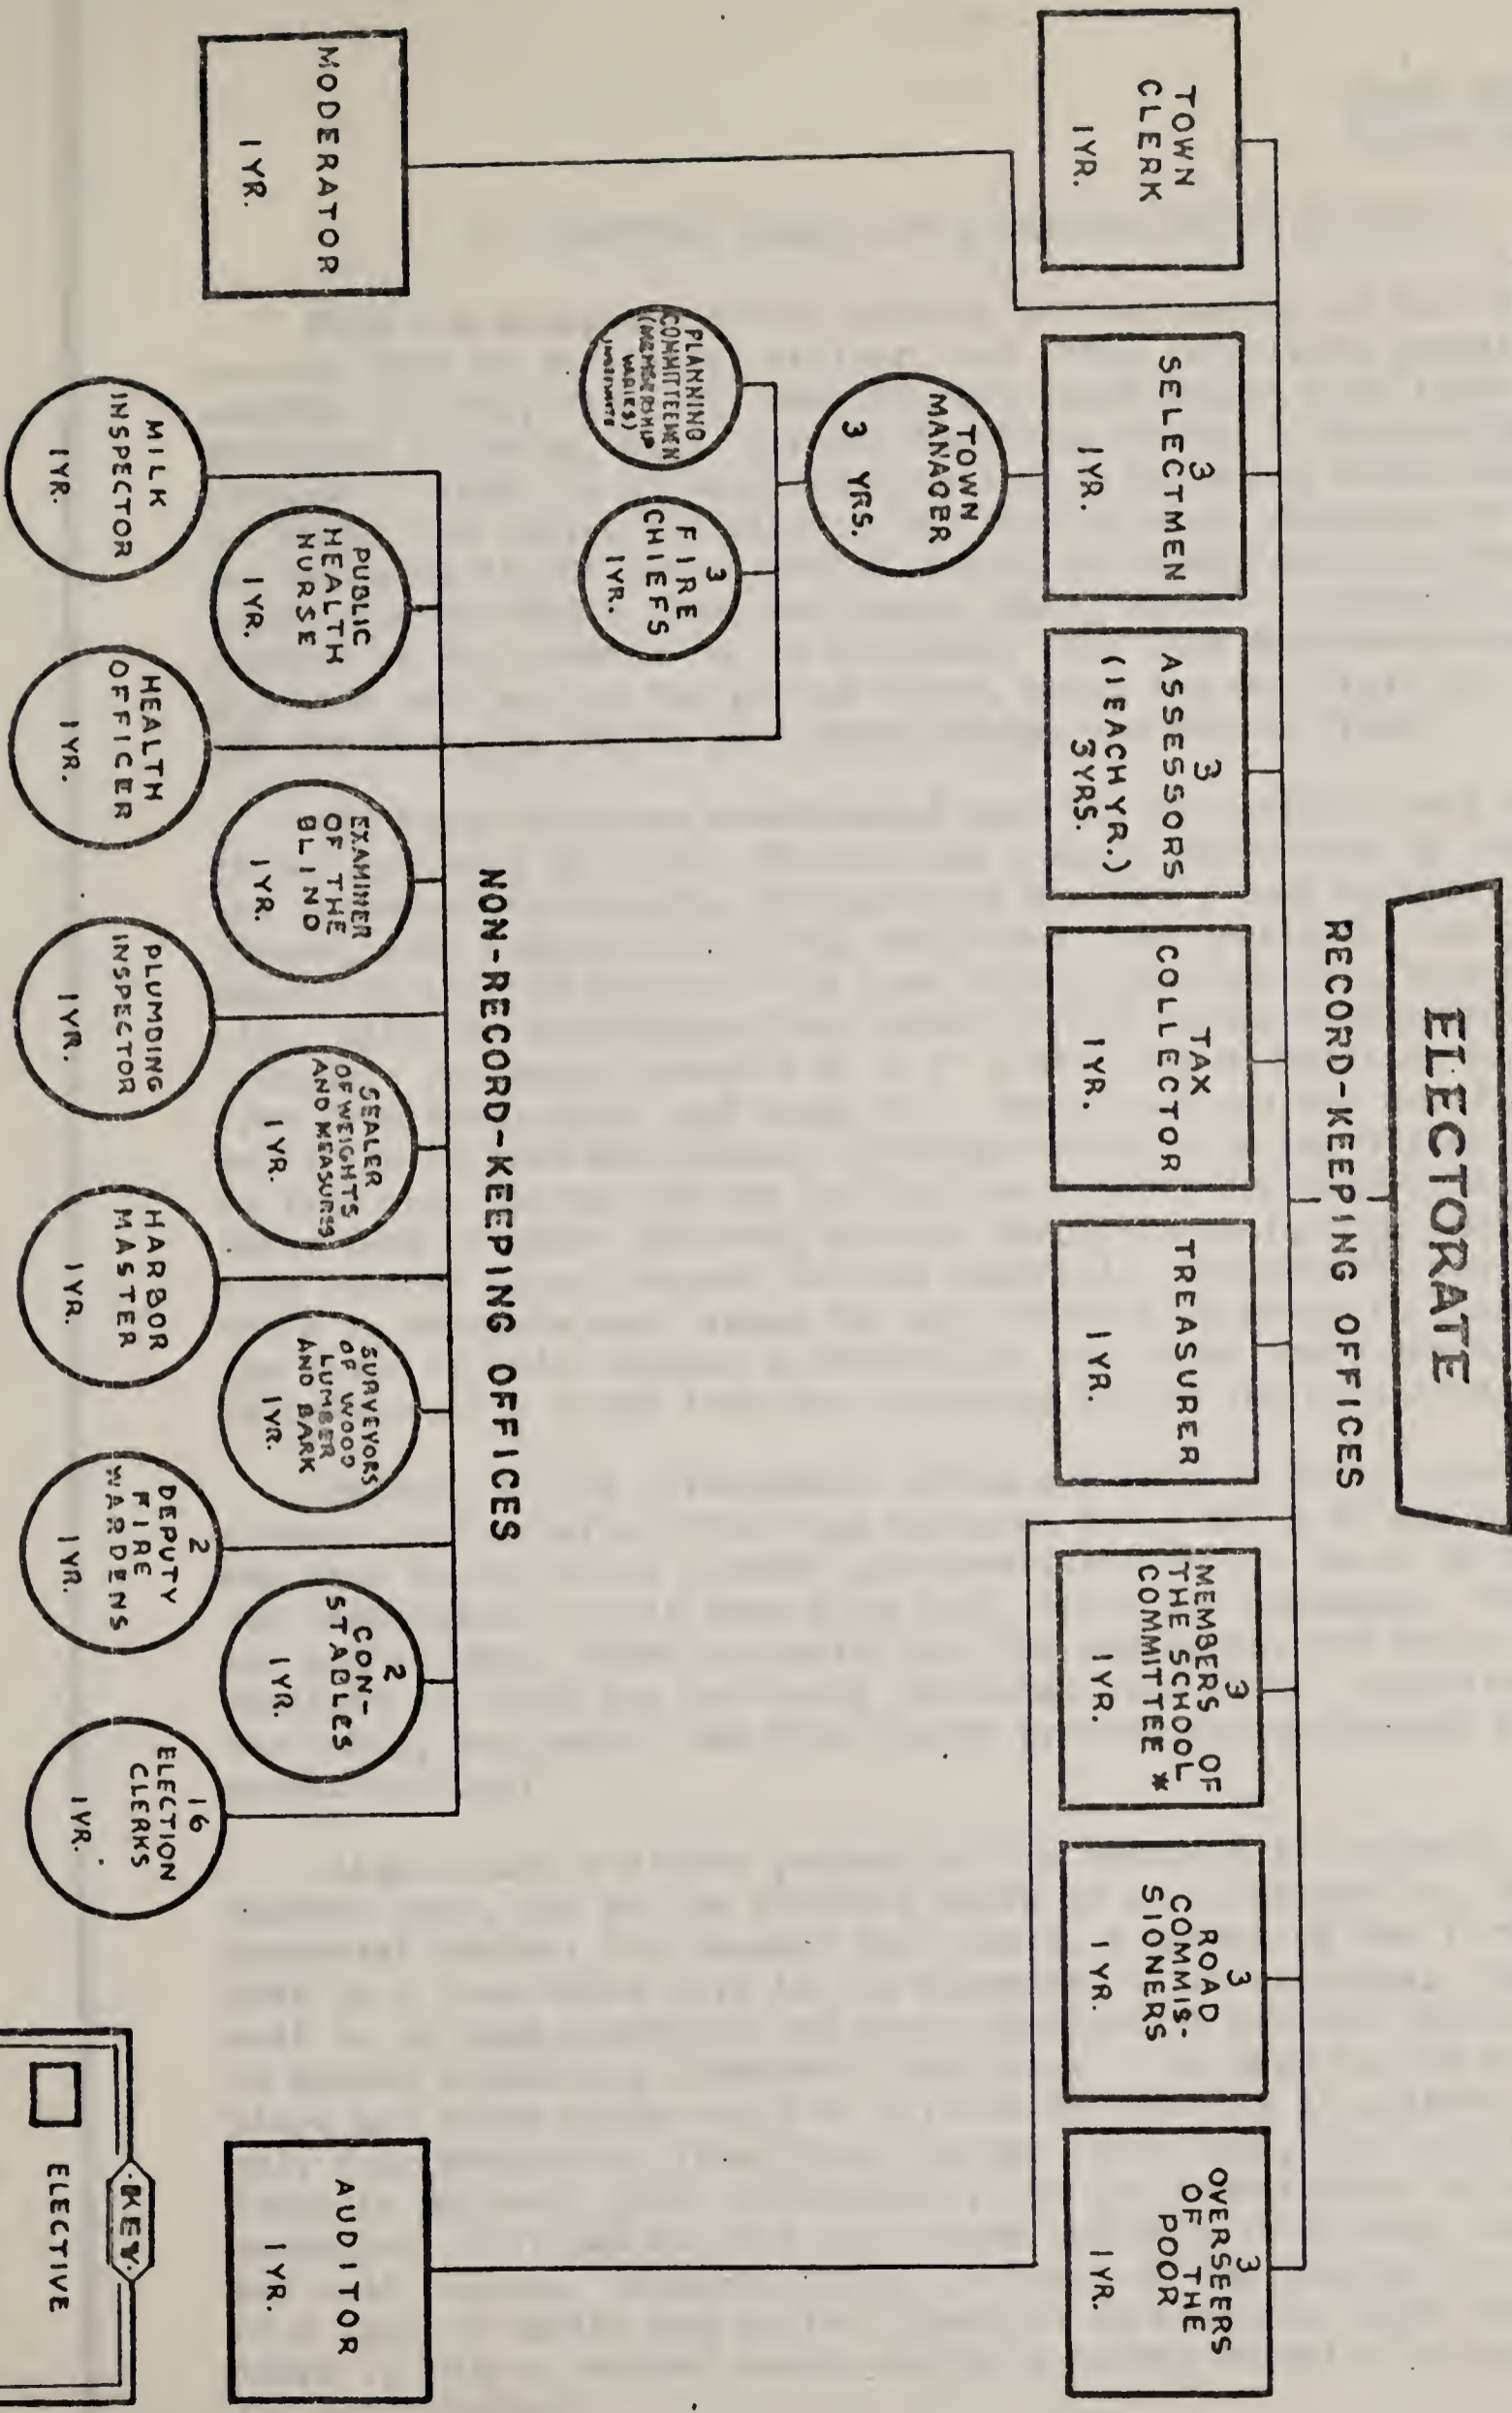 ELECTORATE
RECORD-KEEPING OFFICES
TOWN
CLERK
1 YR.
3
SELECTMEN
1 YR.
3
ASSESSORS
(1 EACH YR.)
3 YRS.
TAX
COLLECTOR
1 YR.
TREASURER
1 YR.
3
MEMBERS OF
THE SCHOOL
COMMITTEE *
1 YR.
3
ROAD
COMMIS-
SIONERS
1 YR.
3
OVERSEERS
OF THE
POOR
1 YR.
TOWN
MANAGER
3 YRS.
PLANNING
COMMITTEEMEN
(MEMBERSHIP
VARIES)
3
FIRE
CHIEFS
1 YR.
NON-RECORD-KEEPING OFFICES
MODERATOR
1 YR.
PUBLIC
HEALTH
NURSE
1 YR.
EXAMINER
OF THE
BLIND
1 YR.
SEALER
OF WEIGHTS
AND MEASURES
1 YR.
SURVEYORS
OF WOOD
LUMBER
AND BARK
1 YR.
2
CON-
STABLES
1 YR.
AUDITOR
1 YR.
MILK
INSPECTOR
1 YR.
HEALTH
OFFICER
1 YR.
PLUMDING
INSPECTOR
1 YR.
HARBOR
MASTER
1 YR.
2
DEPUTY
FIRE
WARDENS
1 YR.
16
ELECTION
CLERKS
1 YR.
KEY
ELECTIVE